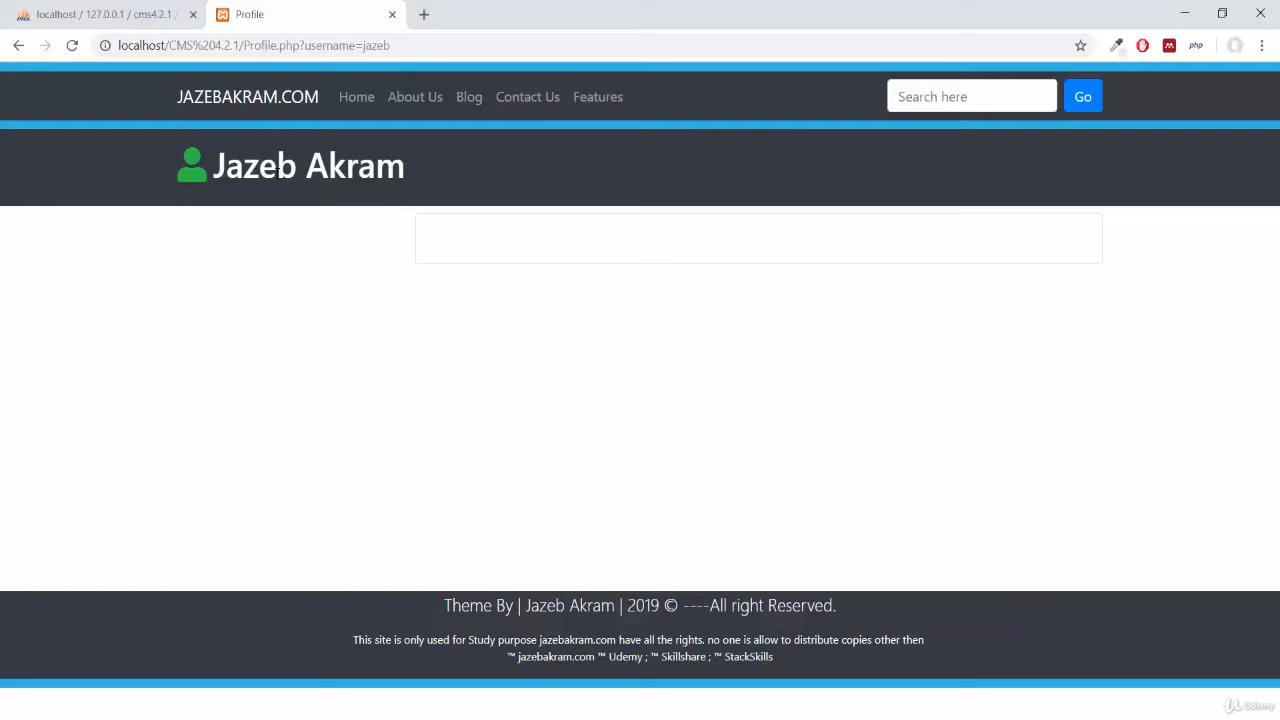 localhost / 127.0.0.1 / cms4.2.1 /
Profile
localhost/CMS%204.2.1/Profile.php?username=jazeb
php
JAZEBAKRAM.COM Home About Us Blog Contact Us Features Search here Go
Jazeb Akram
Theme By | Jazeb Akram | 2019 © ----All right Reserved.
This site is only used for Study purpose jazebakram.com have all the rights. no one is allow to distribute copies other then
™ jazebakram.com ™ Udemy ; ™ Skillshare ; ™ StackSkills
Udemy